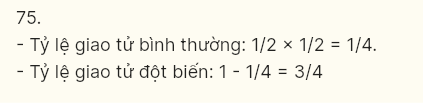 75.
- Tỷ lệ giao tử bình thường: 1/2 × 1/2 = 1/4.
- Tỷ lệ giao tử đột biến: 1 - 1/4 = 3/4